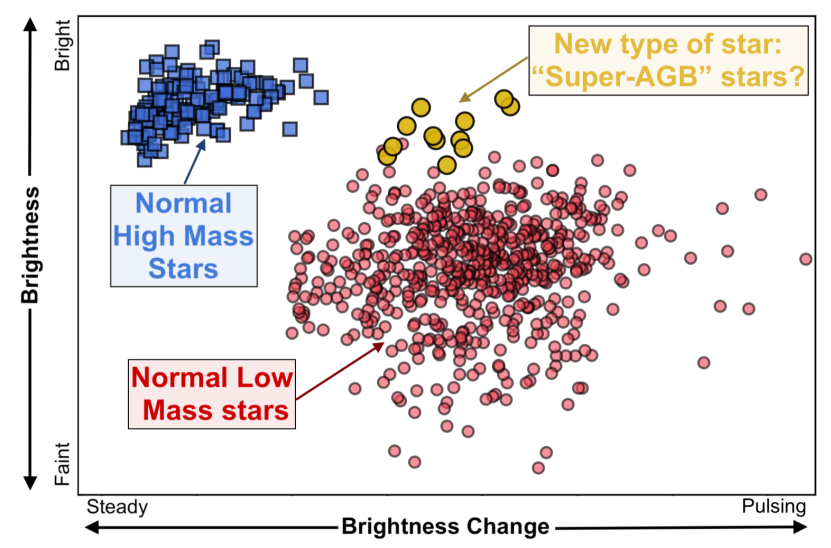 Bright
New type of star:
“Super-AGB” stars?
Normal
High Mass
Stars
Brightness
Normal Low
Mass stars
Faint
Steady
Pulsing
Brightness Change